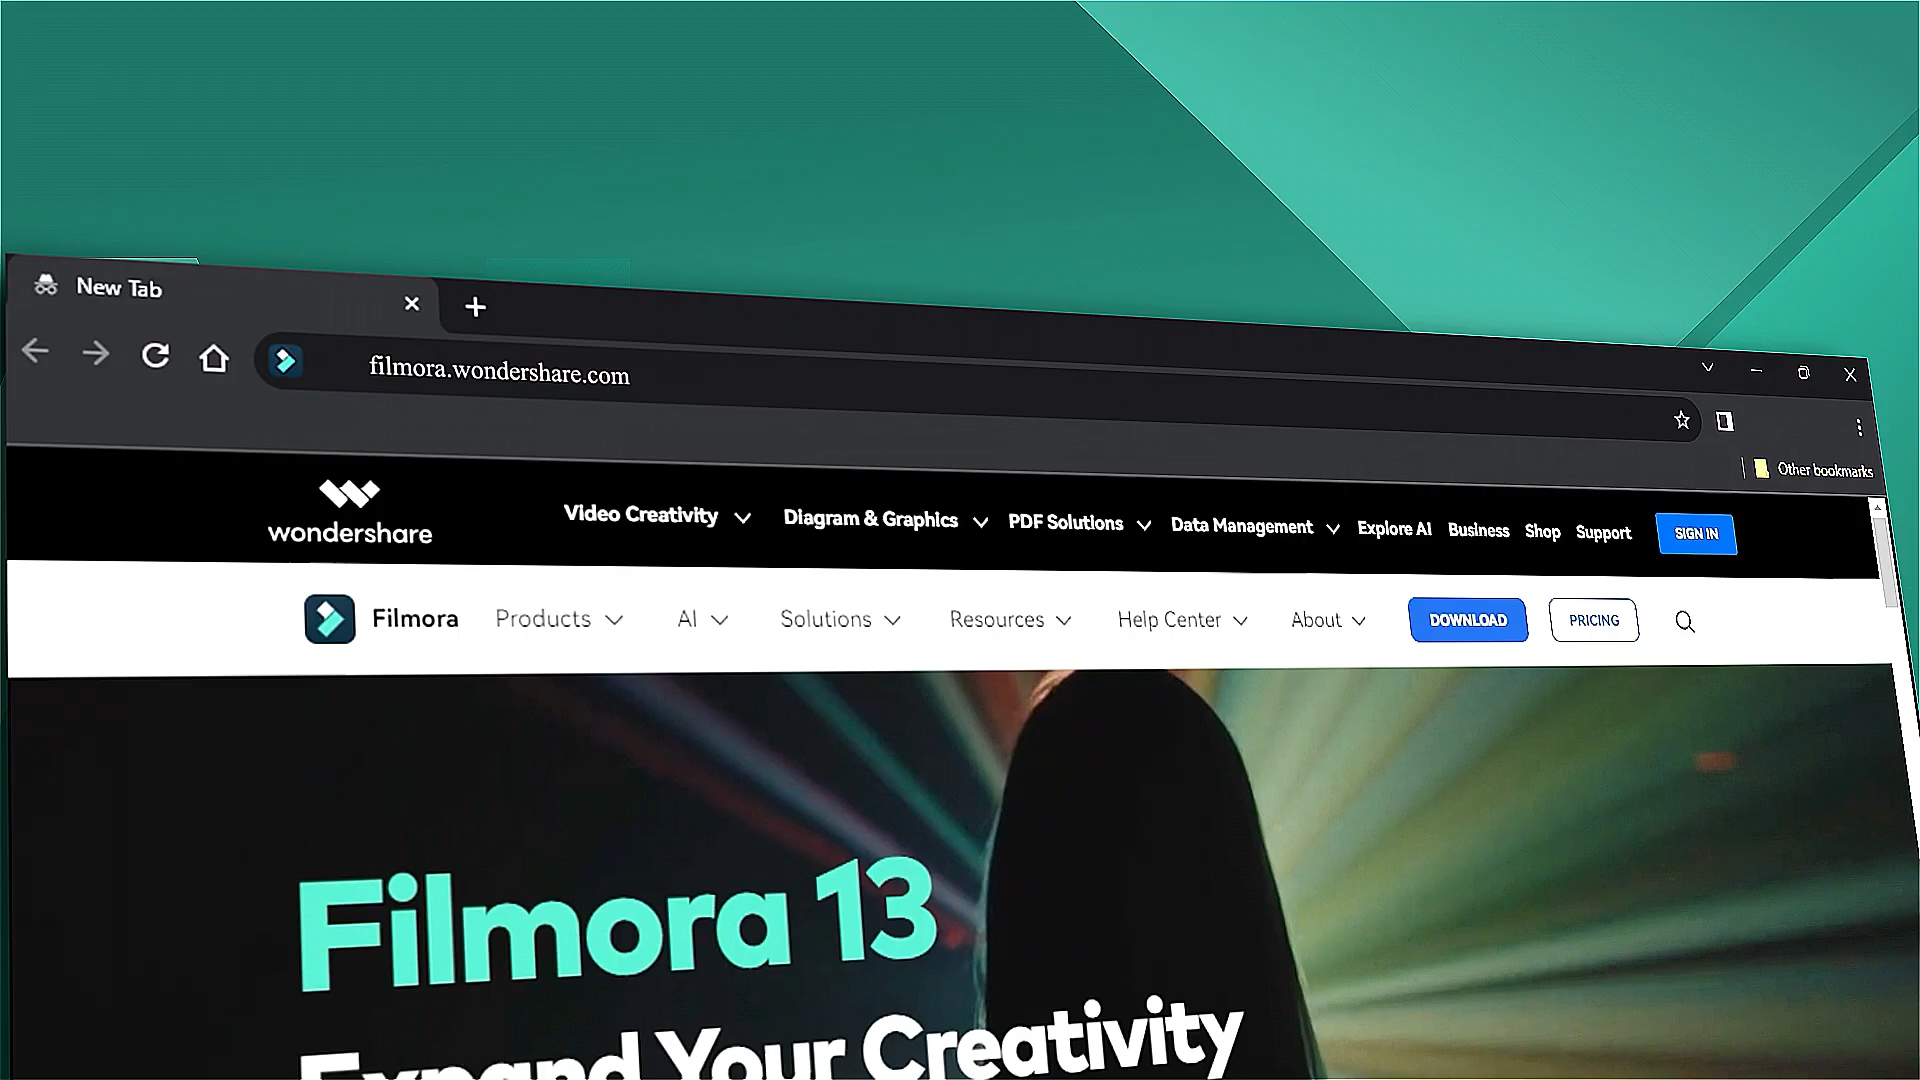 New Tab
filmora.wondershare.com
Other bookmarks
wondershare
Video Creativity Diagram & Graphics PDF Solutions Data Management Explore AI Business Shop Support SIGN IN
Filmora Products AI Solutions Resources Help Center About DOWNLOAD PRICING
Filmora 13
Expand Your Creativity